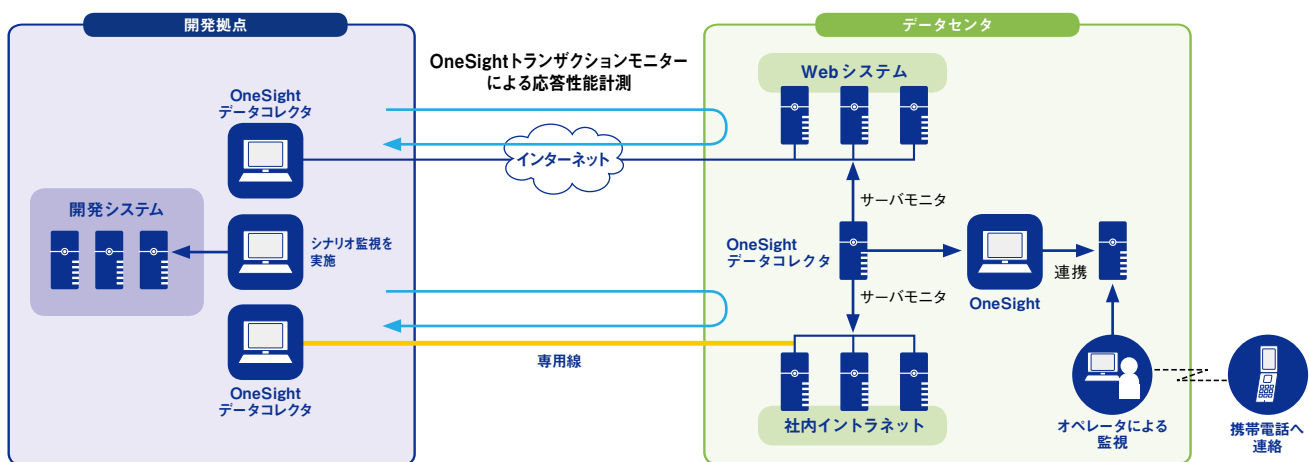 開発拠点
データセンタ
OneSightトランザクションモニター
による応答性能計測
OneSight
データコレクタ
インターネット
開発システム
シナリオ監視を
実施
OneSight
データコレクタ
専用線
Webシステム
サーバモニタ
OneSight
データコレクタ
サーバモニタ
OneSight
連携
社内イントラネット
オペレータによる
監視
携帯電話へ
連絡